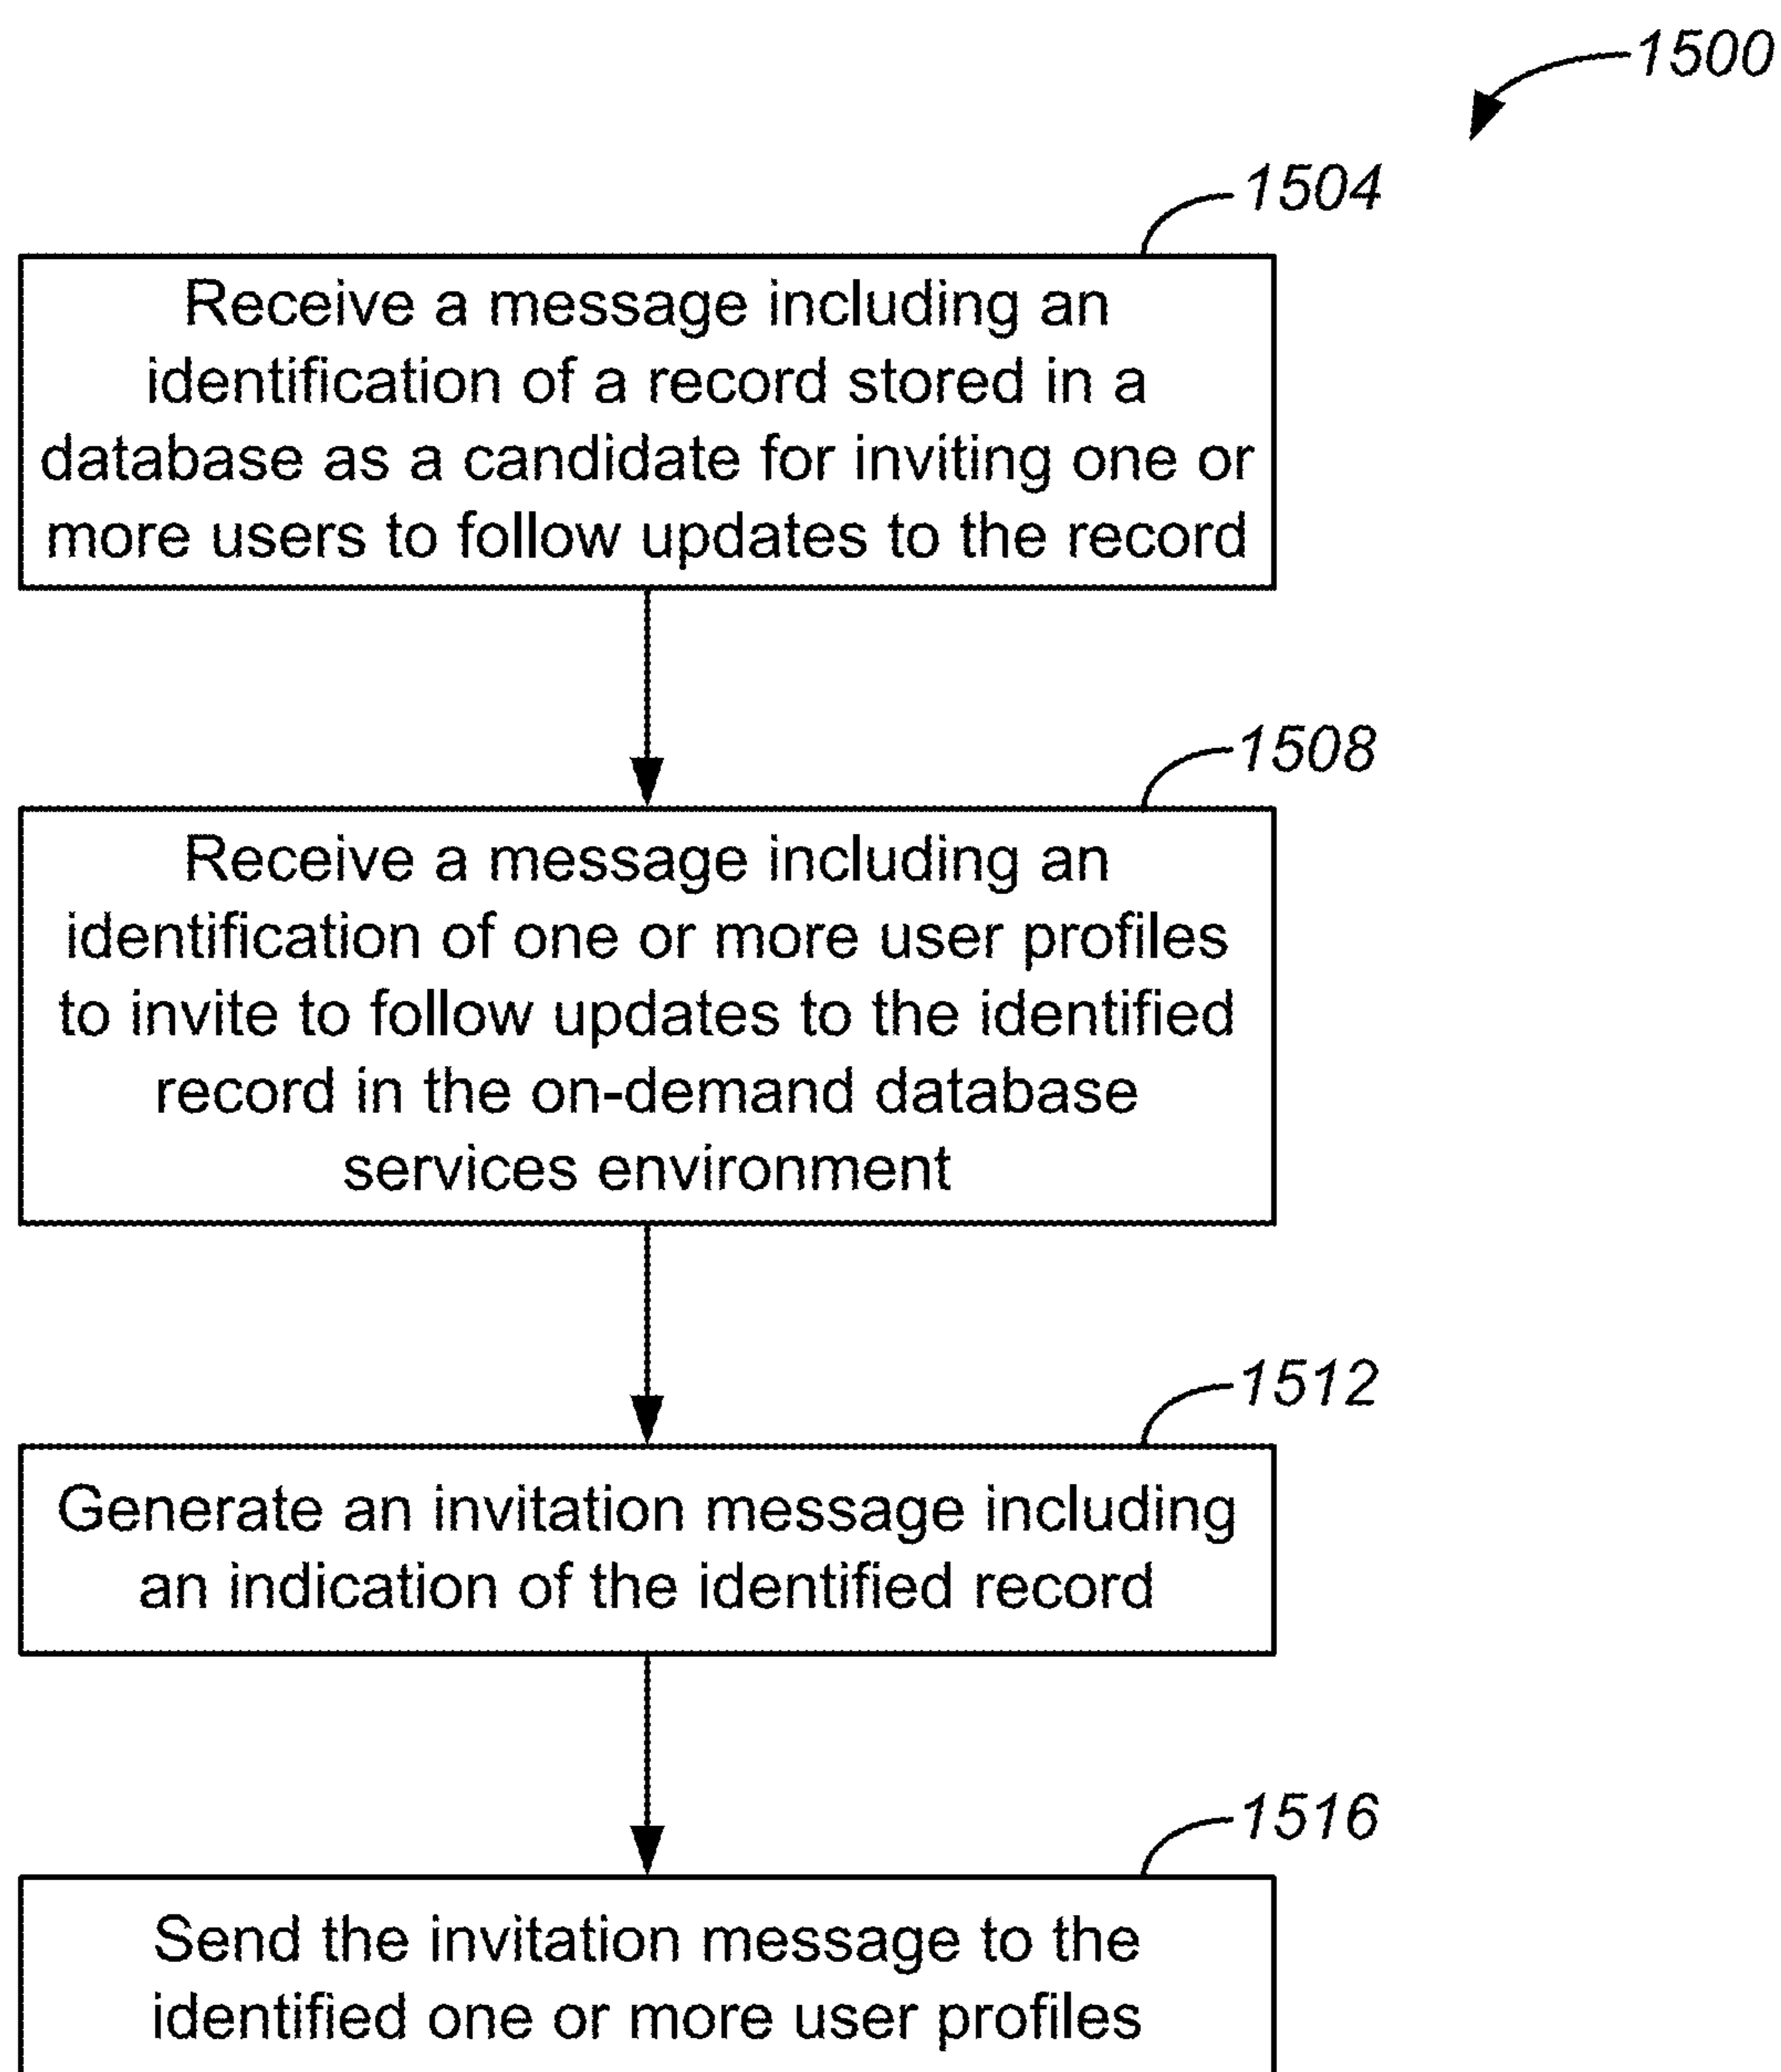 1500
1504
Receive a message including an
identification of a record stored in a
database as a candidate for inviting one or
more users to follow updates to the record
1508
Receive a message including an
identification of one or more user profiles
to invite to follow updates to the identified
record in the on-demand database
services environment
1512
Generate an invitation message including
an indication of the identified record
1516
Send the invitation message to the
identified one or more user profiles